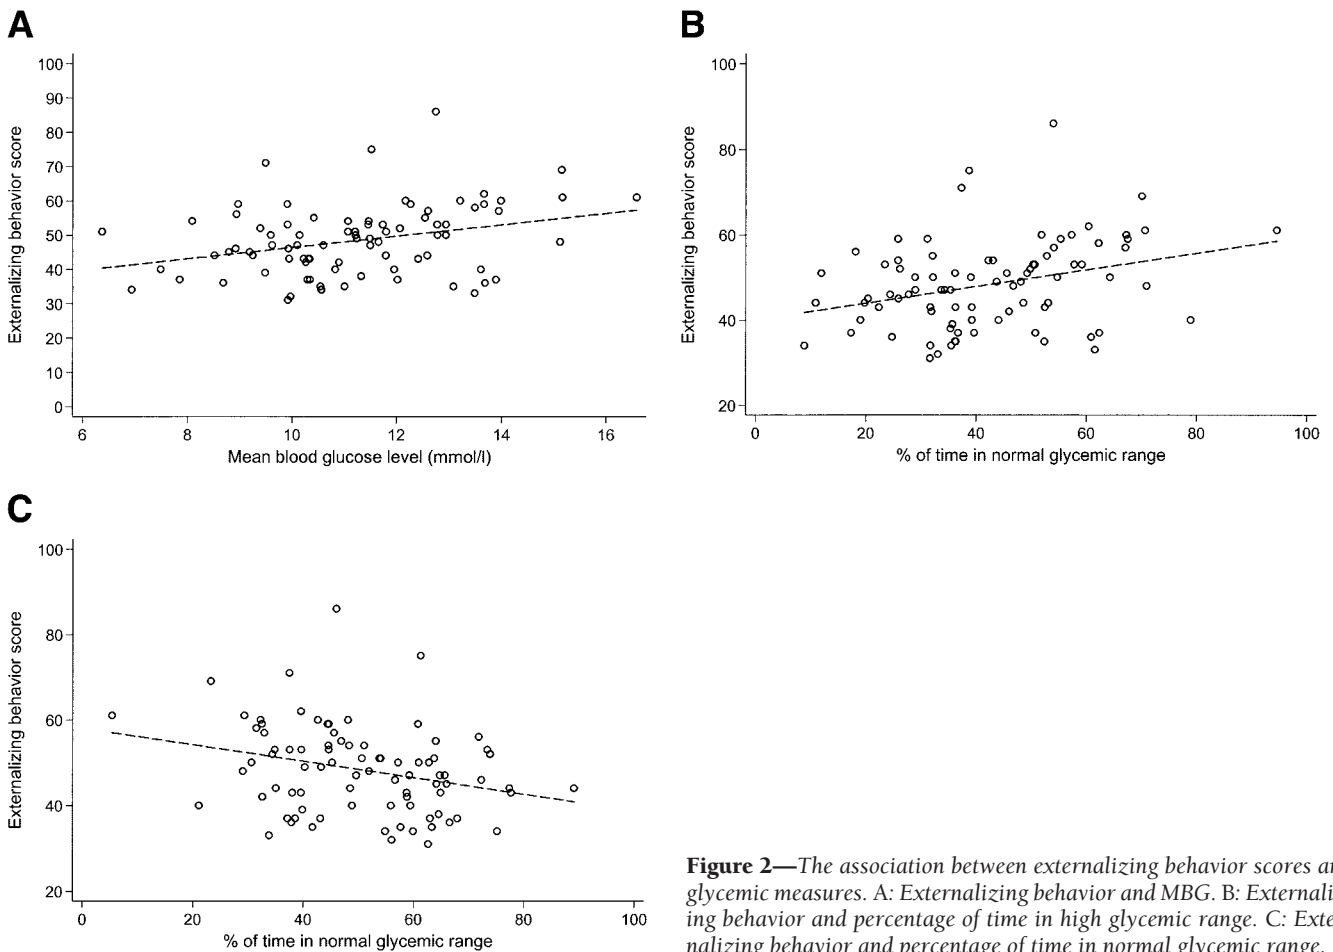 A
100
90
80
70
60
50
40
30
20
10
0
Externalizing behavior score
6 8 10 12 14 16
Mean blood glucose level (mmol/l)
B
100
80
60
40
20
Externalizing behavior score
0 20 40 60 80 100
% of time in normal glycemic range
C
100
80
60
40
20
Externalizing behavior score
0 20 40 60 80 100
% of time in normal glycemic range
Figure 2—The association between externalizing behavior scores
glycemic measures. A: Externalizing behavior and MBG. B: Externaliz
ing behavior and percentage of time in high glycemic range. C: Exte
nalizing behavior and percentage of time in normal glycemic range.